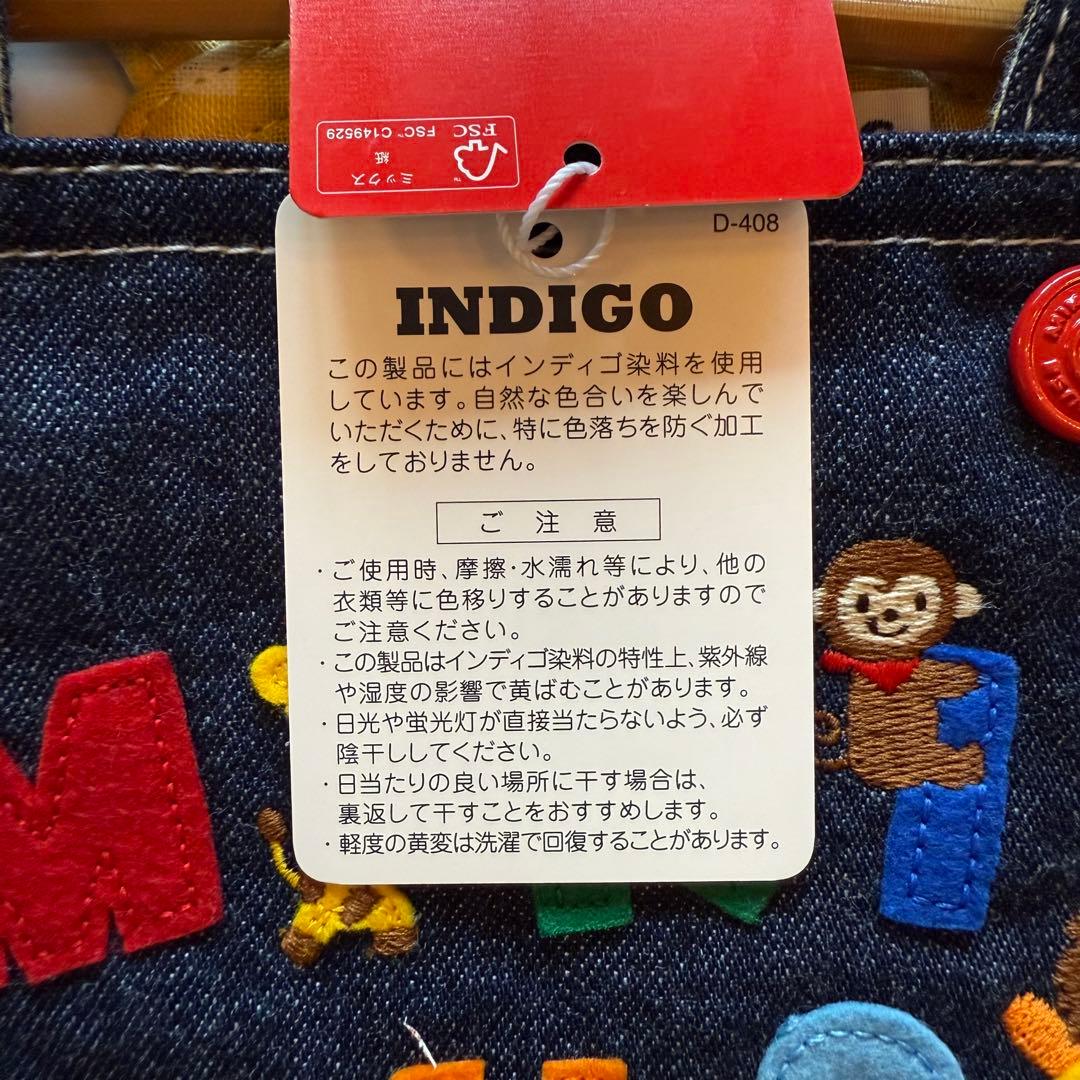 ミックス
紙
FSC
FSC™ C149529
D-408
INDIGO
この製品にはインディゴ染料を使用
しています。自然な色合いを楽しんで
いただくために、特に色落ちを防ぐ加工
をしておりません。
ご注意
・ご使用時、摩擦・水濡れ等により、他の
衣類等に色移りすることがありますので
ご注意ください。
・この製品はインディゴ染料の特性上、紫外線
や湿度の影響で黄ばむことがあります。
・日光や蛍光灯が直接当たらないよう、必ず
陰干ししてください。
・日当たりの良い場所に干す場合は、
裏返して干すことをおすすめします。
・軽度の黄変は洗濯で回復することがあります。
M